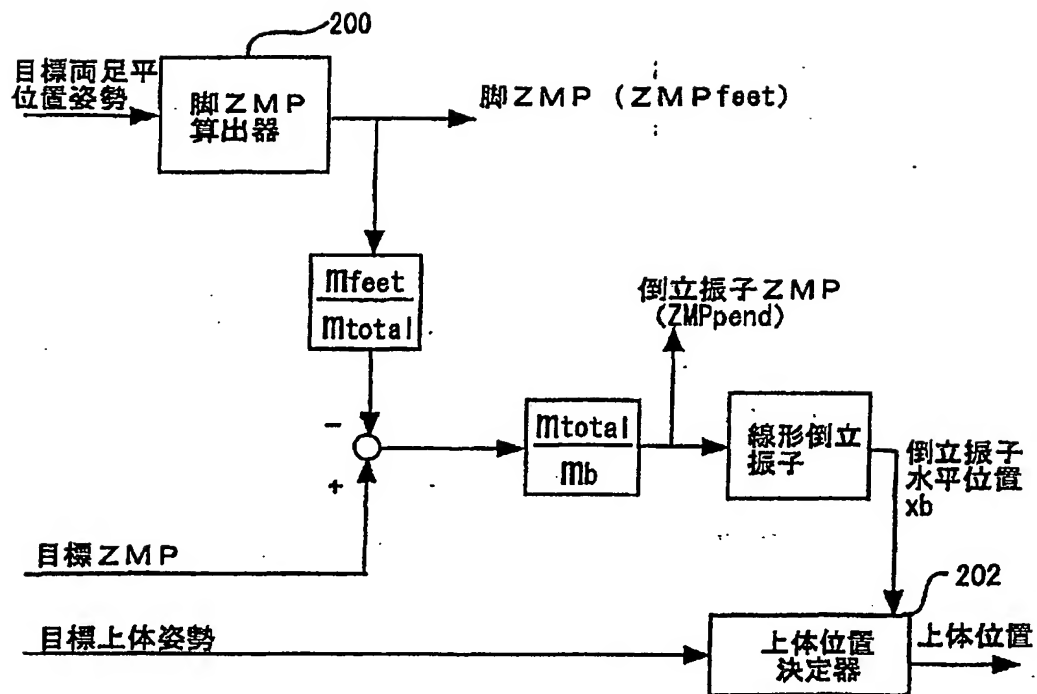 200
目標両足平
位置姿勢
脚ZMP
算出器
脚ZMP (ZMPfeet)
mfeet
mtotal
倒立振子ZMP
(ZMPpend)
-
+
mtotal
mb
線形倒立
振子
倒立振子
水平位置
xb
目標ZMP
202
目標上体姿勢
上体位置
決定器
上体位置